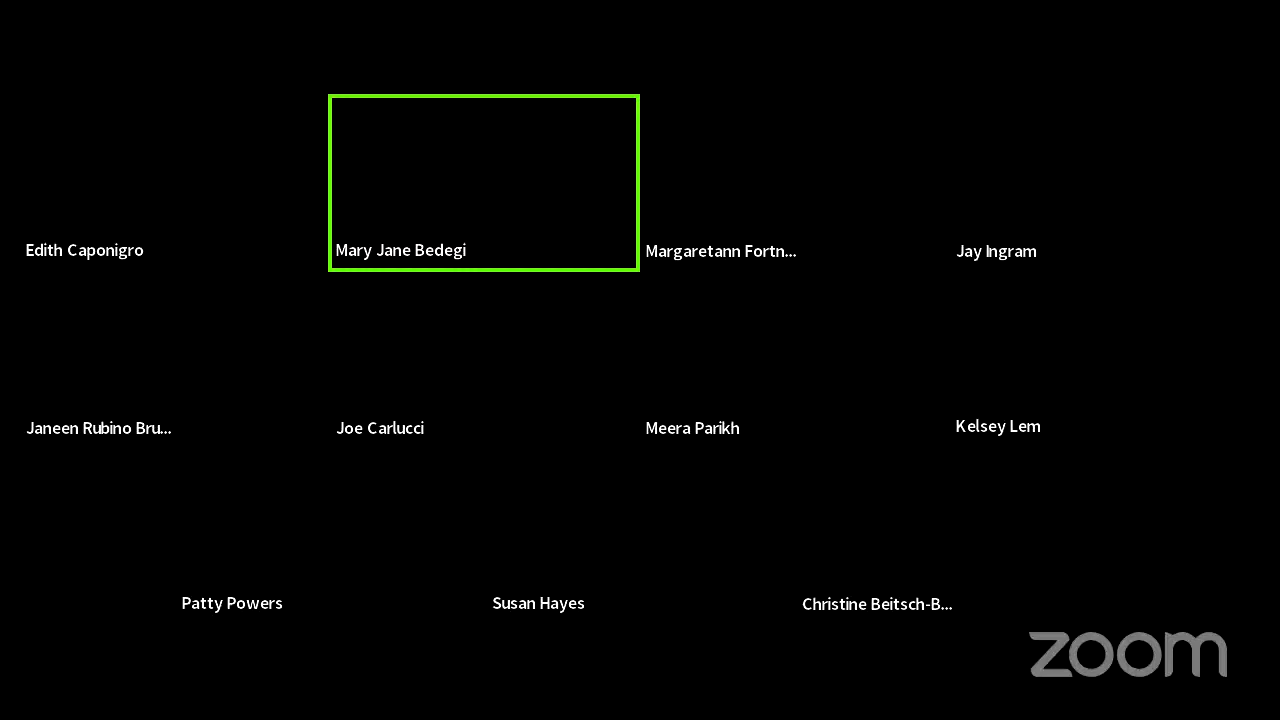 Edith Caponigro
Mary Jane Bedegi
Margaretann Fortn...
Jay Ingram
Janeen Rubino Bru...
Joe Carlucci
Meera Parikh
Kelsey Lem
Patty Powers
Susan Hayes
Christine Beitsch-B...
zoom